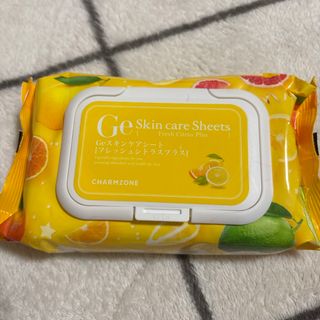 Ge Skin care Sheets
Fresh Citrus Plus
Geスキンケアシート
[フレッシュシトラスプラス]
CHARMZONE